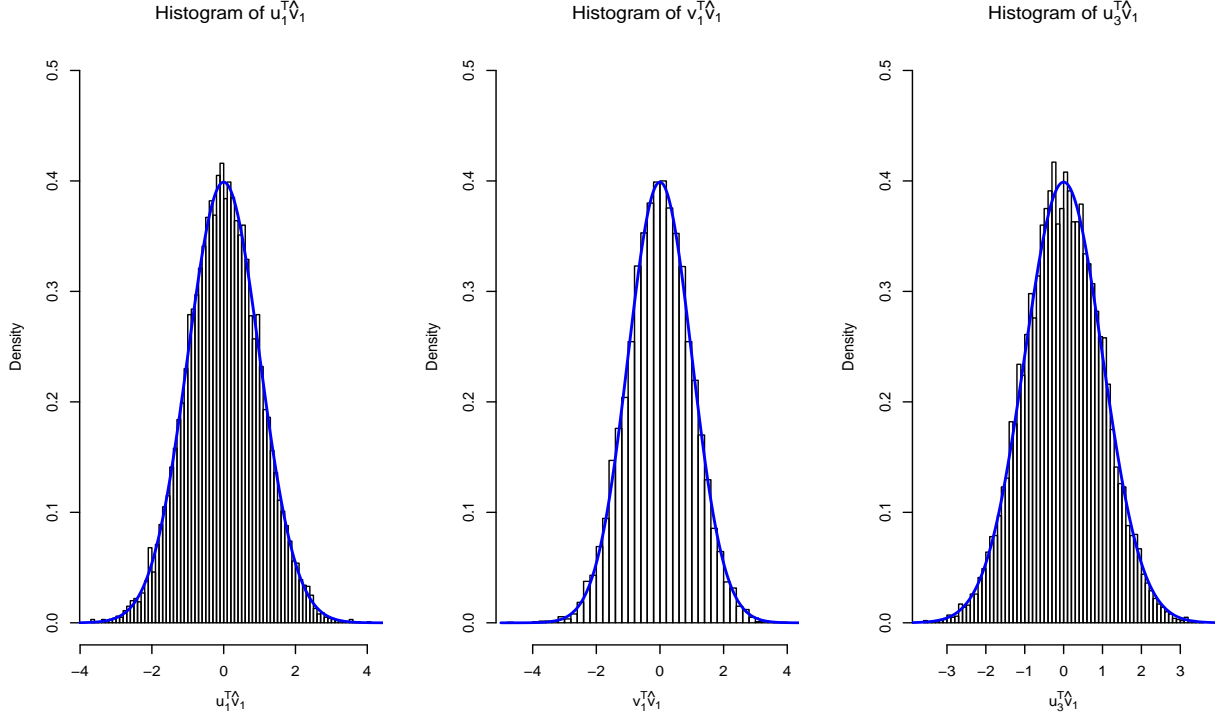 Histogram of u₁ᵀv̂₁
Density
0.0 0.1 0.2 0.3 0.4 0.5
−4 −2 0 2 4
u₁ᵀv̂₁
Histogram of v₁ᵀv̂₁
Density
0.0 0.1 0.2 0.3 0.4 0.5
−4 −2 0 2 4
v₁ᵀv̂₁
Histogram of u₃ᵀv̂₁
Density
0.0 0.1 0.2 0.3 0.4 0.5
−3 −2 −1 0 1 2 3
u₃ᵀv̂₁